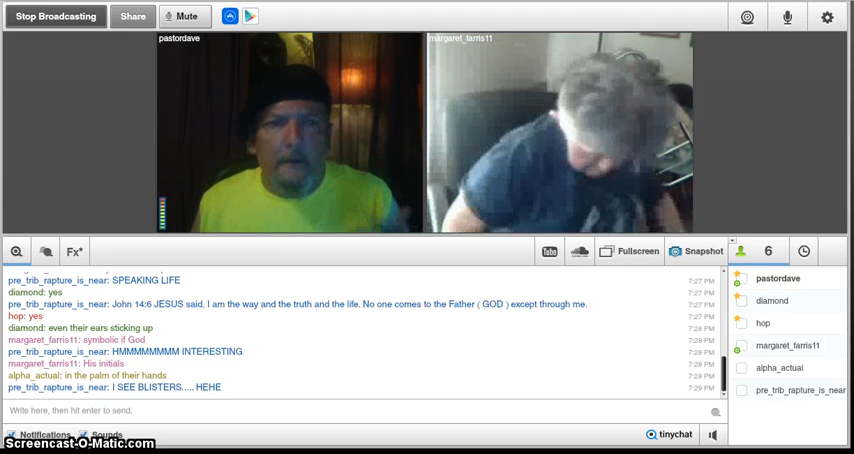 Stop Broadcasting Share Mute
pastordave
margaret_farris11
Fx*
You Tube Fullscreen Snapshot 6
pre_trib_rapture_is_near: SPEAKING LIFE 7:27 PM
diamond: yes 7:27 PM
pre_trib_rapture_is_near: John 14:6 JESUS said, I am the way and the truth and the life. No one comes to the Father ( GOD ) except through me. 7:27 PM
hop: yes 7:27 PM
diamond: even their ears sticking up 7:28 PM
margaret_farris11: symbolic if God 7:28 PM
pre_trib_rapture_is_near: HMMMMMMMM INTERESTING 7:28 PM
margaret_farris11: His initials 7:28 PM
alpha_actual: in the palm of their hands 7:28 PM
pre_trib_rapture_is_near: I SEE BLISTERS..... HEHE 7:29 PM
pastordave
diamond
hop
margaret_farris11
alpha_actual
pre_trib_rapture_is_near
Write here, then hit enter to send.
Notifications Sounds
tinychat
Screencast-O-Matic.com